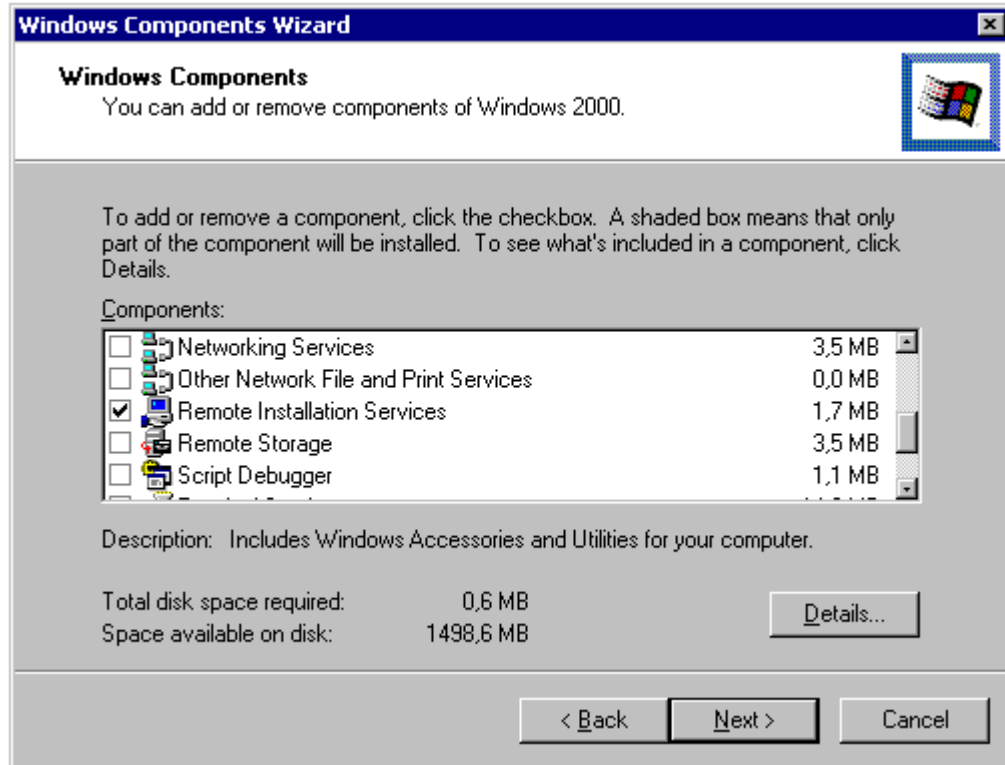 Windows Components Wizard
Windows Components
You can add or remove components of Windows 2000.
To add or remove a component, click the checkbox. A shaded box means that only
part of the component will be installed. To see what's included in a component, click
Details.
Components:
Networking Services 3,5 MB
Other Network File and Print Services 0,0 MB
Remote Installation Services 1,7 MB
Remote Storage 3,5 MB
Script Debugger 1,1 MB
Description: Includes Windows Accessories and Utilities for your computer.
Total disk space required: 0,6 MB
Space available on disk: 1498,6 MB
Details...
< Back Next > Cancel